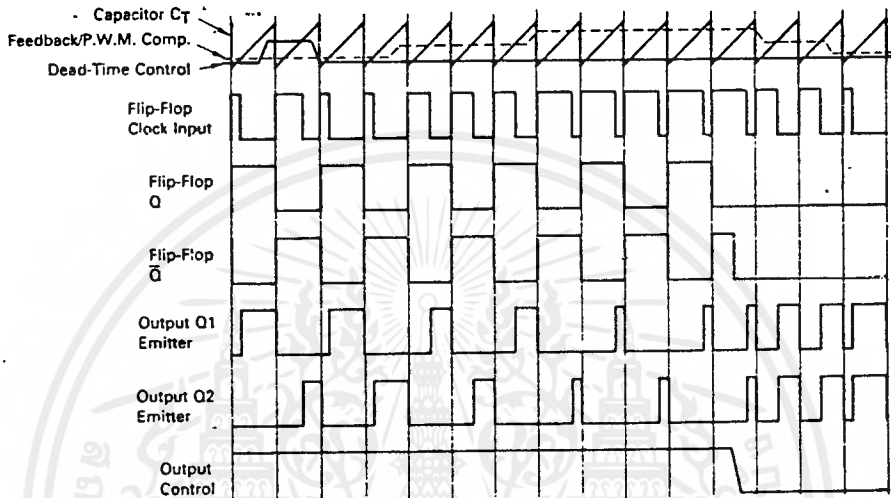 Capacitor CT
Feedback/P.W.M. Comp.
Dead-Time Control
Flip-Flop
Clock Input
Flip-Flop
Q
Flip-Flop
Q̅
Output Q1
Emitter
Output Q2
Emitter
Output
Control